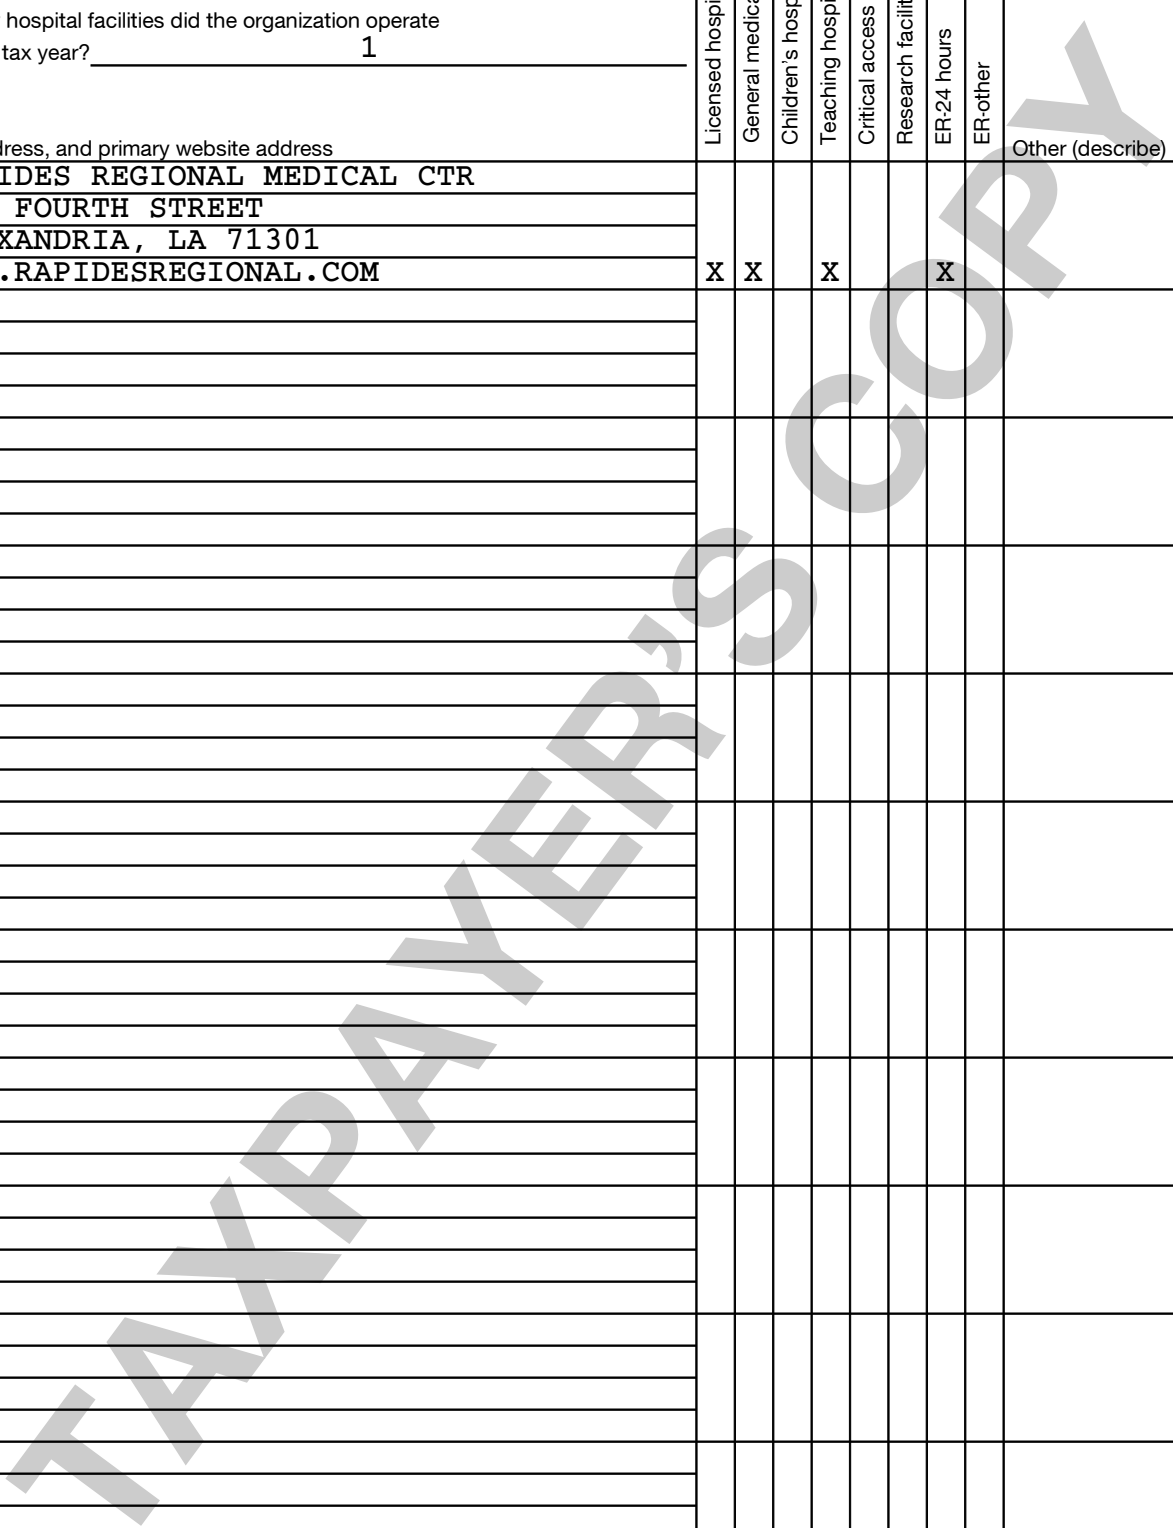 hospital facilities did the organization operate
tax year? 1
Licensed hospi
General medica
Children's hosp
Teaching hospi
Critical access
Research facilit
ER-24 hours
ER-other
Other (describe)
dress, and primary website address
IDES REGIONAL MEDICAL CTR
FOURTH STREET
XANDRIA, LA 71301
.RAPIDESREGIONAL.COM X X X X
TAXPAYER'S COPY